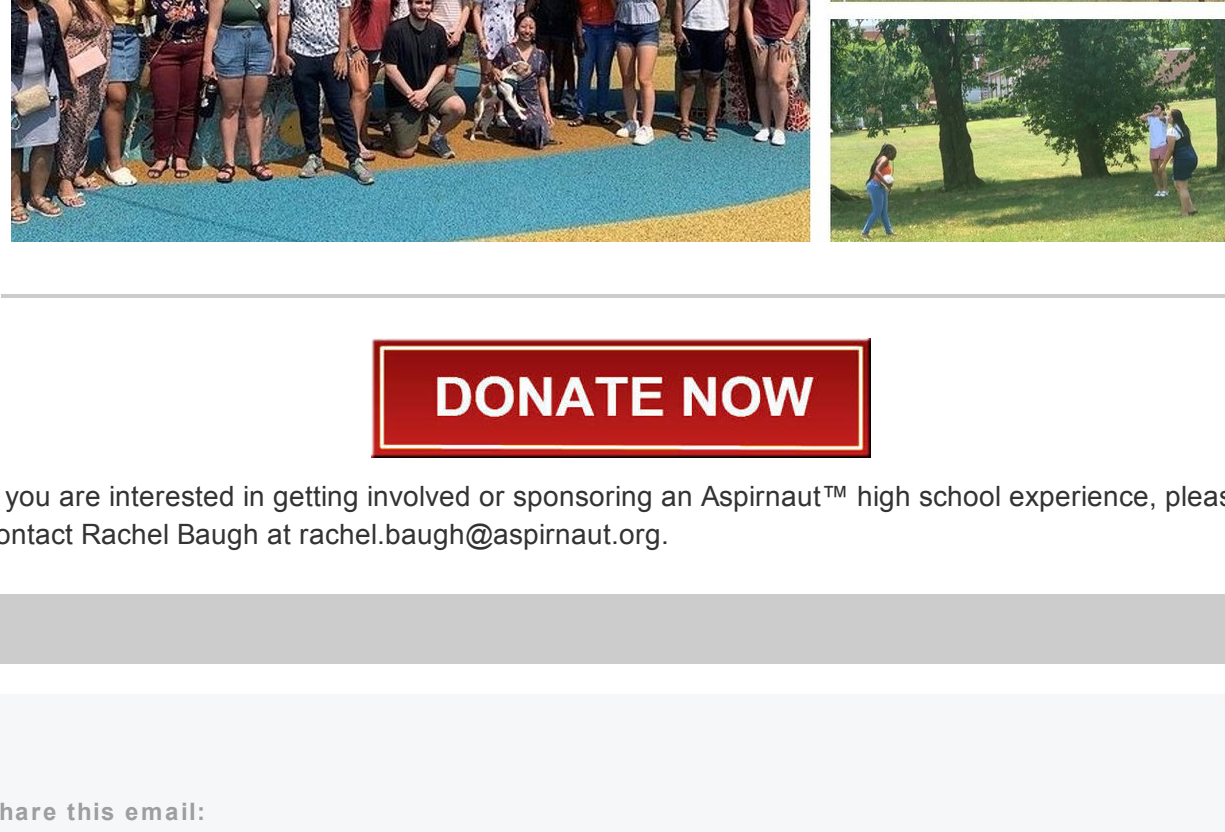 DONATE NOW
you are interested in getting involved or sponsoring an Aspirnaut™ high school experience, pleas
ontact Rachel Baugh at rachel.baugh@aspirnaut.org.
hare this email: